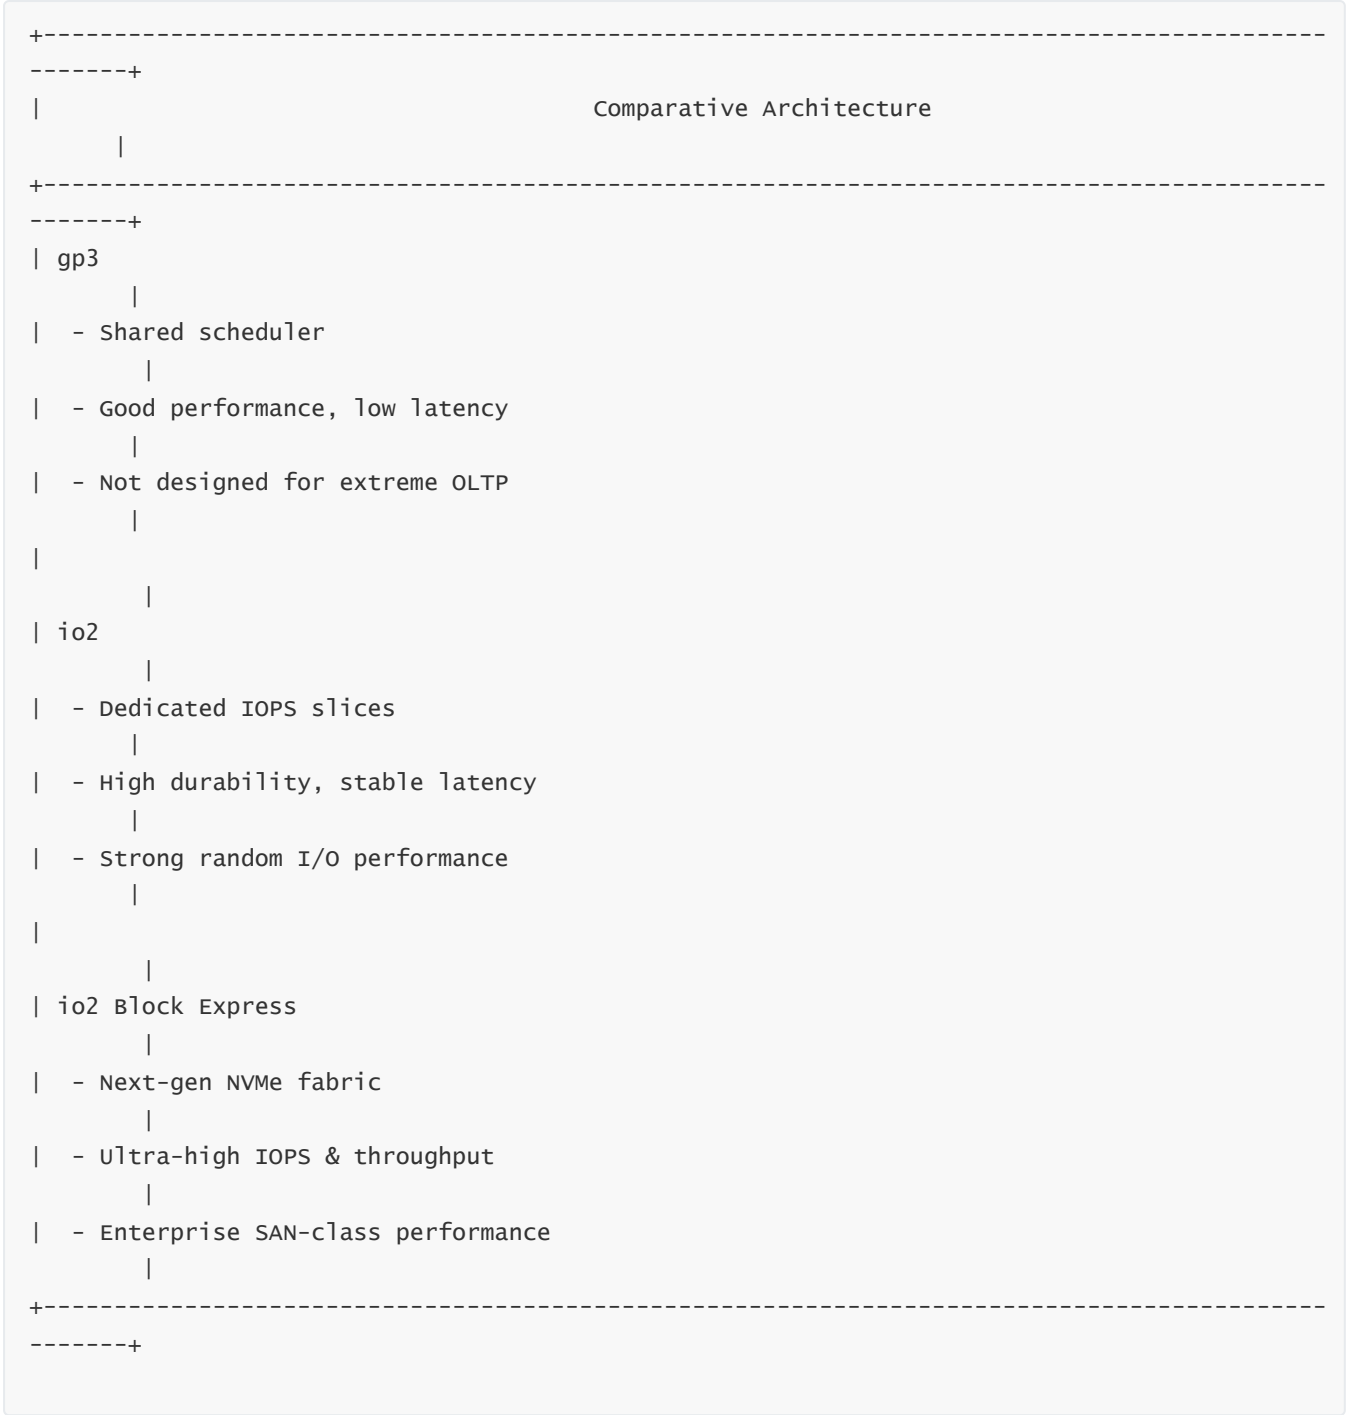 +-------------------------------------------------------------------------------------------
-------+
|                                       Comparative Architecture
      |
+-------------------------------------------------------------------------------------------
-------+
| gp3
       |
|  - Shared scheduler
        |
|  - Good performance, low latency
       |
|  - Not designed for extreme OLTP
       |
|
        |
| io2
        |
|  - Dedicated IOPS slices
       |
|  - High durability, stable latency
       |
|  - Strong random I/O performance
       |
|
        |
| io2 Block Express
        |
|  - Next-gen NVMe fabric
        |
|  - Ultra-high IOPS & throughput
        |
|  - Enterprise SAN-class performance
        |
+-------------------------------------------------------------------------------------------
-------+